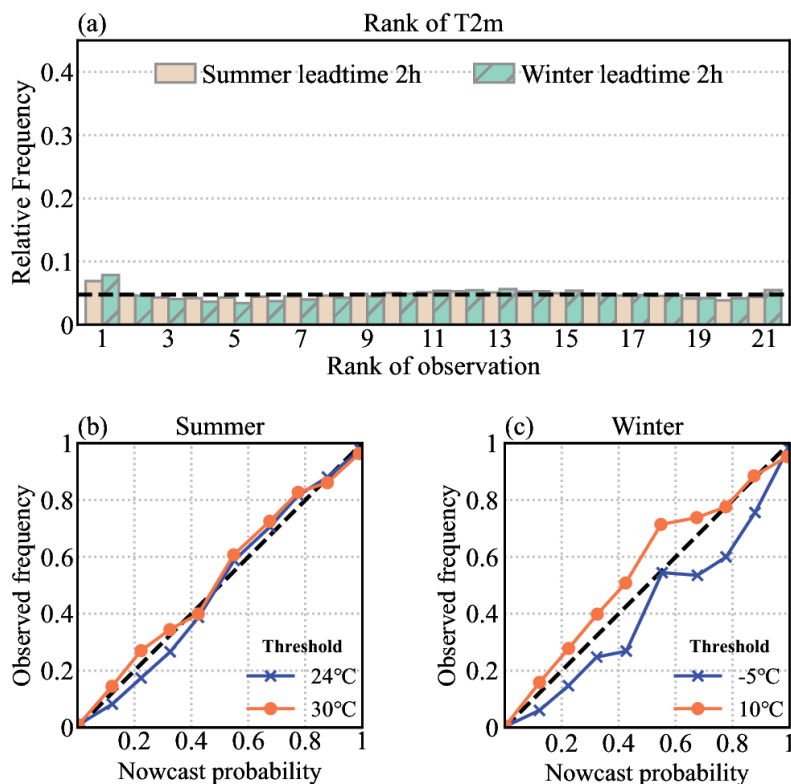 (a) Rank of T2m
Relative Frequency
0.4
0.3
0.2
0.1
0
Summer leadtime 2h Winter leadtime 2h
1 3 5 7 9 11 13 15 17 19 21
Rank of observation
(b) Summer
Observed frequency
1
0.8
0.6
0.4
0.2
0
Threshold
24℃
30℃
0.2 0.4 0.6 0.8 1
Nowcast probability
(c) Winter
Observed frequency
1
0.8
0.6
0.4
0.2
0
Threshold
-5℃
10℃
0.2 0.4 0.6 0.8 1
Nowcast probability